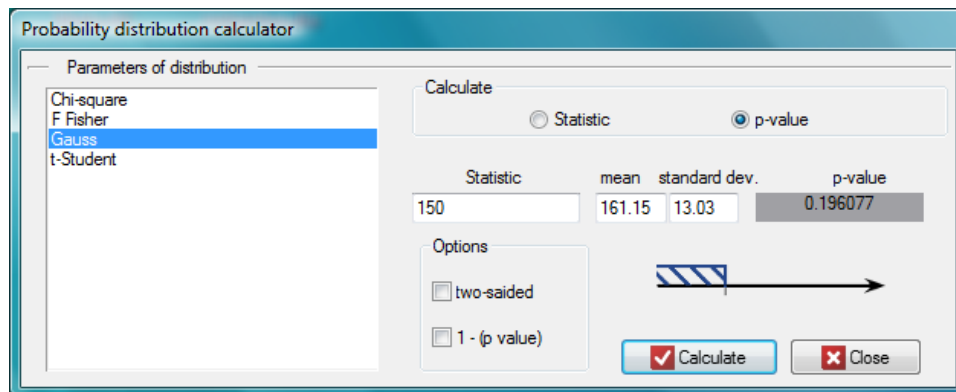 Probability distribution calculator
Parameters of distribution
Chi-square
F Fisher
Gauss
t-Student
Calculate
Statistic
p-value
Statistic mean standard dev. p-value
150 161.15 13.03 0.196077
Options
two-saided
1 - (p value)
Calculate Close